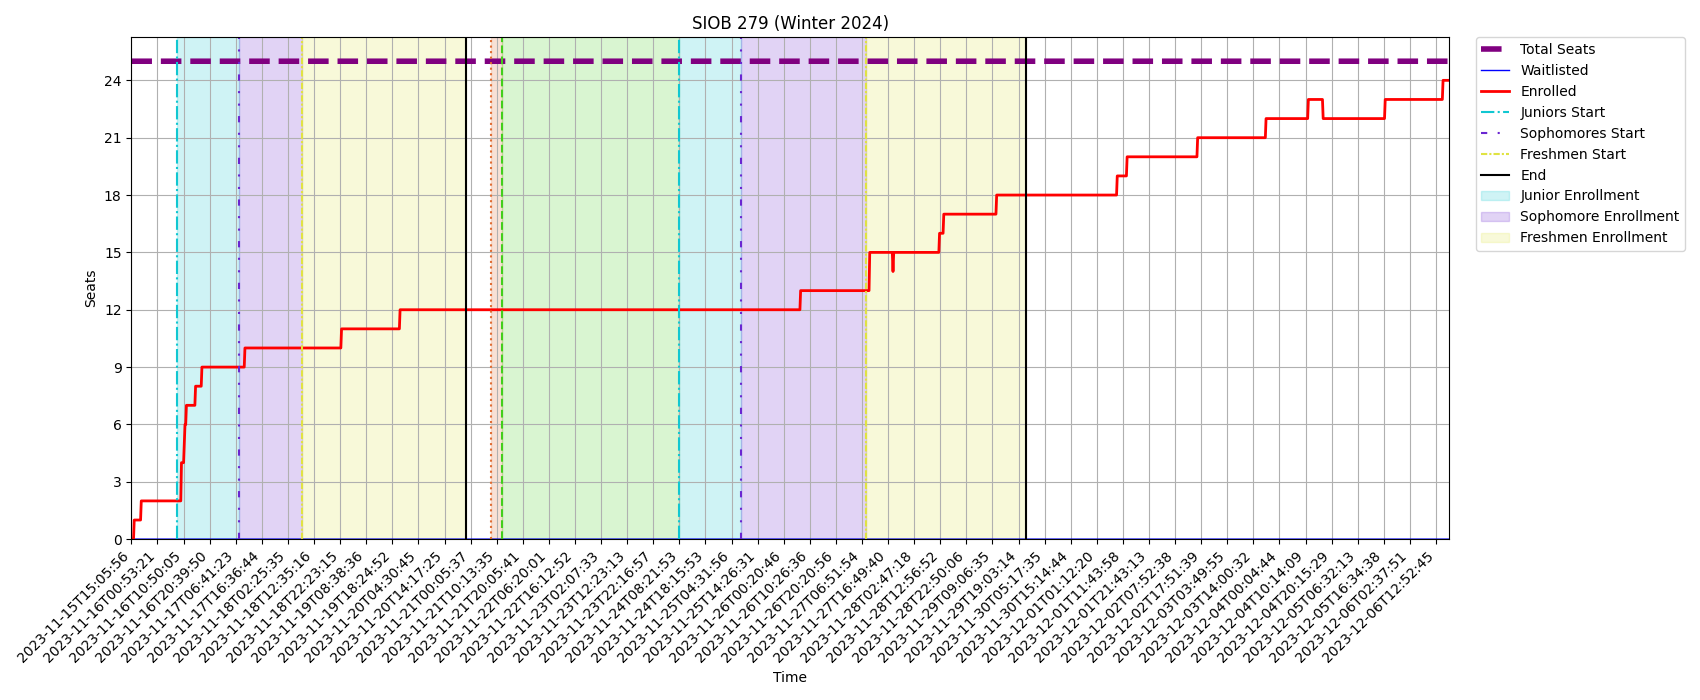 SIOB 279 (Winter 2024)
Total Seats
Waitlisted
Enrolled
Juniors Start
Sophomores Start
Freshmen Start
End
Junior Enrollment
Sophomore Enrollment
Freshmen Enrollment
Seats
24
21
18
15
12
9
6
3
0
2023-11-15T15:05:56
2023-11-16T00:53:21
2023-11-16T10:50:05
2023-11-16T20:39:50
2023-11-17T06:41:23
2023-11-17T16:36:44
2023-11-18T02:25:35
2023-11-18T12:35:16
2023-11-18T22:23:15
2023-11-19T08:38:36
2023-11-19T18:24:52
2023-11-20T04:30:45
2023-11-20T14:17:25
2023-11-21T00:05:37
2023-11-21T10:13:35
2023-11-21T20:05:41
2023-11-22T06:20:01
2023-11-22T16:12:52
2023-11-23T02:07:33
2023-11-23T12:23:13
2023-11-23T22:16:57
2023-11-24T08:21:53
2023-11-24T18:15:53
2023-11-25T04:31:56
2023-11-25T14:26:31
2023-11-26T00:20:46
2023-11-26T10:26:36
2023-11-26T20:20:56
2023-11-27T06:51:54
2023-11-27T16:49:40
2023-11-28T02:47:18
2023-11-28T12:56:52
2023-11-28T22:50:06
2023-11-29T09:06:35
2023-11-29T19:03:14
2023-11-30T05:17:35
2023-11-30T15:14:44
2023-12-01T01:12:20
2023-12-01T11:43:58
2023-12-01T21:43:13
2023-12-02T07:52:38
2023-12-02T17:51:39
2023-12-03T03:49:55
2023-12-03T14:00:32
2023-12-04T00:04:44
2023-12-04T10:14:09
2023-12-04T20:15:29
2023-12-05T06:32:13
2023-12-05T16:34:38
2023-12-06T02:37:51
2023-12-06T12:52:45
Time